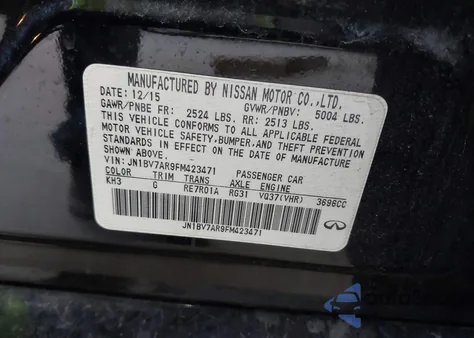 MANUFACTURED BY NISSAN MOTOR CO.,LTD.
DATE: 12/15 GVWR/PNBV: 5004 LBS.
GAWR/PNBE FR: 2524 LBS. RR: 2513 LBS.
THIS VEHICLE CONFORMS TO ALL APPLICABLE FEDERAL
MOTOR VEHICLE SAFETY,BUMPER,AND THEFT PREVENTION
STANDARDS IN EFFECT ON THE DATE OF MANUFACTURE
SHOWN ABOVE.
VIN: JN1BV7AR9FM423471 PASSENGER CAR
COLOR TRIM TRANS AXLE ENGINE
KH3 G RE7R01A RG31 VQ37(VHR) 3696CC
JN1BV7AR9FM423471